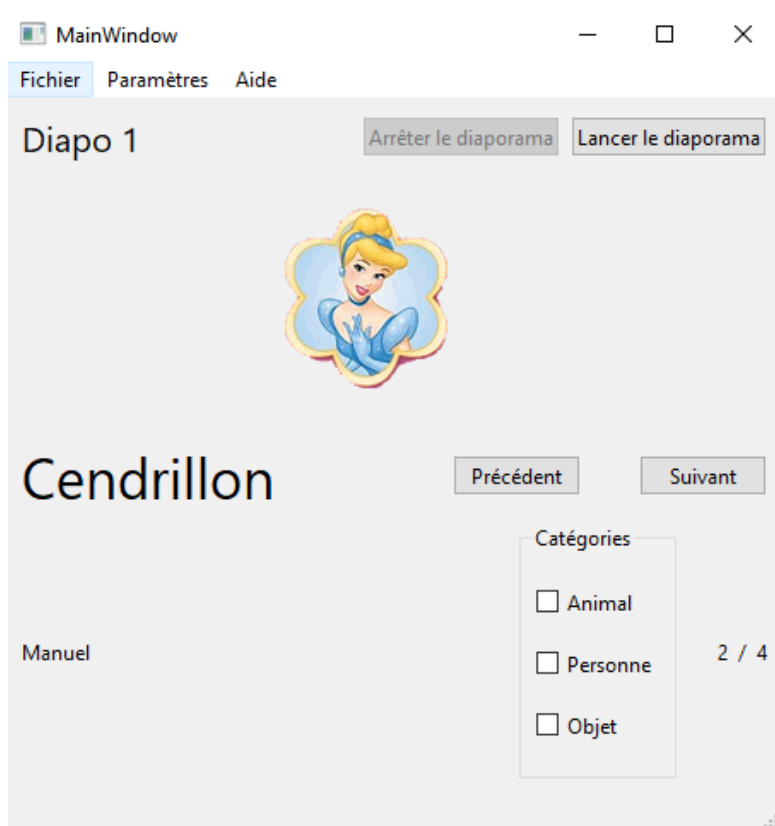 MainWindow
Fichier Paramètres Aide
Diapo 1 Arrêter le diaporama Lancer le diaporama
Cendrillon Précédent Suivant
Catégories
Animal
Manuel Personne 2 / 4
Objet